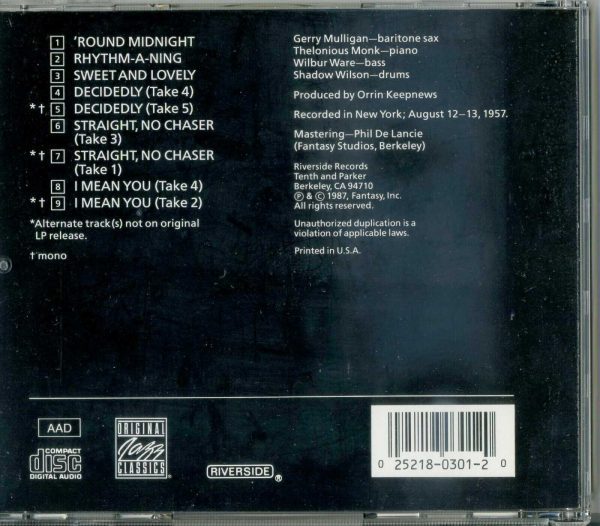 1 'ROUND MIDNIGHT
2 RHYTHM-A-NING
3 SWEET AND LOVELY
4 DECIDEDLY (Take 4)
*† 5 DECIDEDLY (Take 5)
6 STRAIGHT, NO CHASER
(Take 3)
*† 7 STRAIGHT, NO CHASER
(Take 1)
8 I MEAN YOU (Take 4)
*† 9 I MEAN YOU (Take 2)
*Alternate track(s) not on original
LP release.
†mono
Gerry Mulligan—baritone sax
Thelonious Monk—piano
Wilbur Ware—bass
Shadow Wilson—drums
Produced by Orrin Keepnews
Recorded in New York; August 12–13, 1957.
Mastering—Phil De Lancie
(Fantasy Studios, Berkeley)
Riverside Records
Tenth and Parker
Berkeley, CA 94710
℗ & © 1987, Fantasy, Inc.
All rights reserved.
Unauthorized duplication is a
violation of applicable laws.
Printed in U.S.A.
AAD
COMPACT
disc
DIGITAL AUDIO
ORIGINAL
Jazz
CLASSICS
®
RIVERSIDE ®
0 25218-0301-2 0